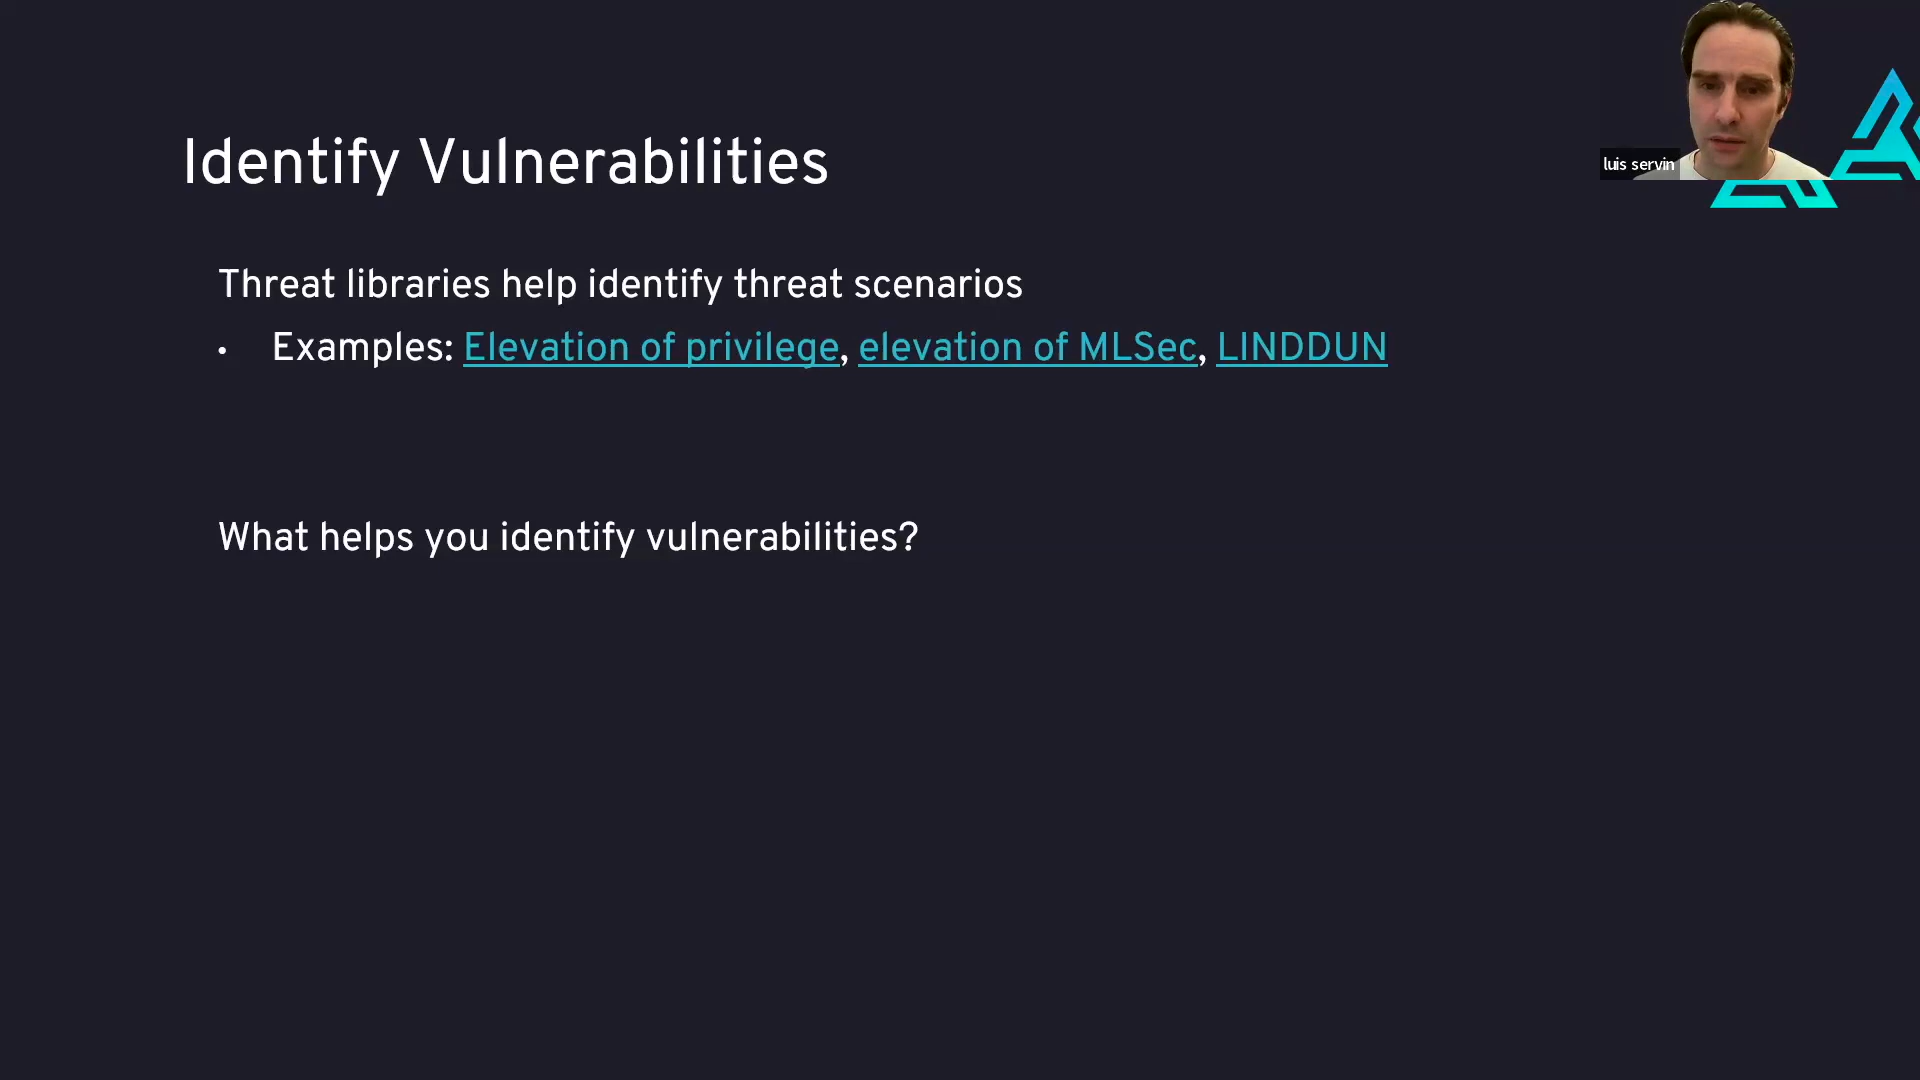 Identify Vulnerabilities
luis servin
Threat libraries help identify threat scenarios
• Examples: Elevation of privilege, elevation of MLSec, LINDDUN
What helps you identify vulnerabilities?